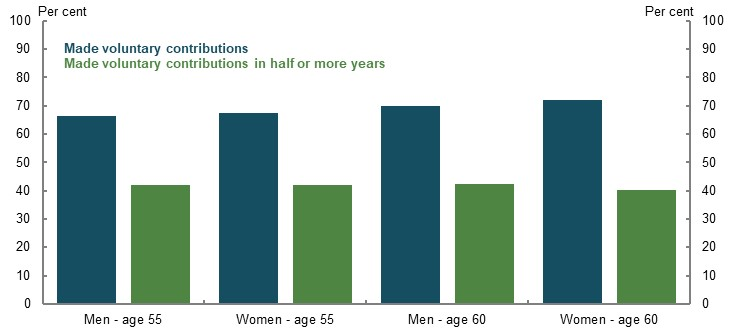 Per cent
Per cent
100
90
80
70
60
50
40
30
20
10
0
Made voluntary contributions
Made voluntary contributions in half or more years
100
90
80
70
60
50
40
30
20
10
0
Men - age 55
Women - age 55
Men - age 60
Women - age 60